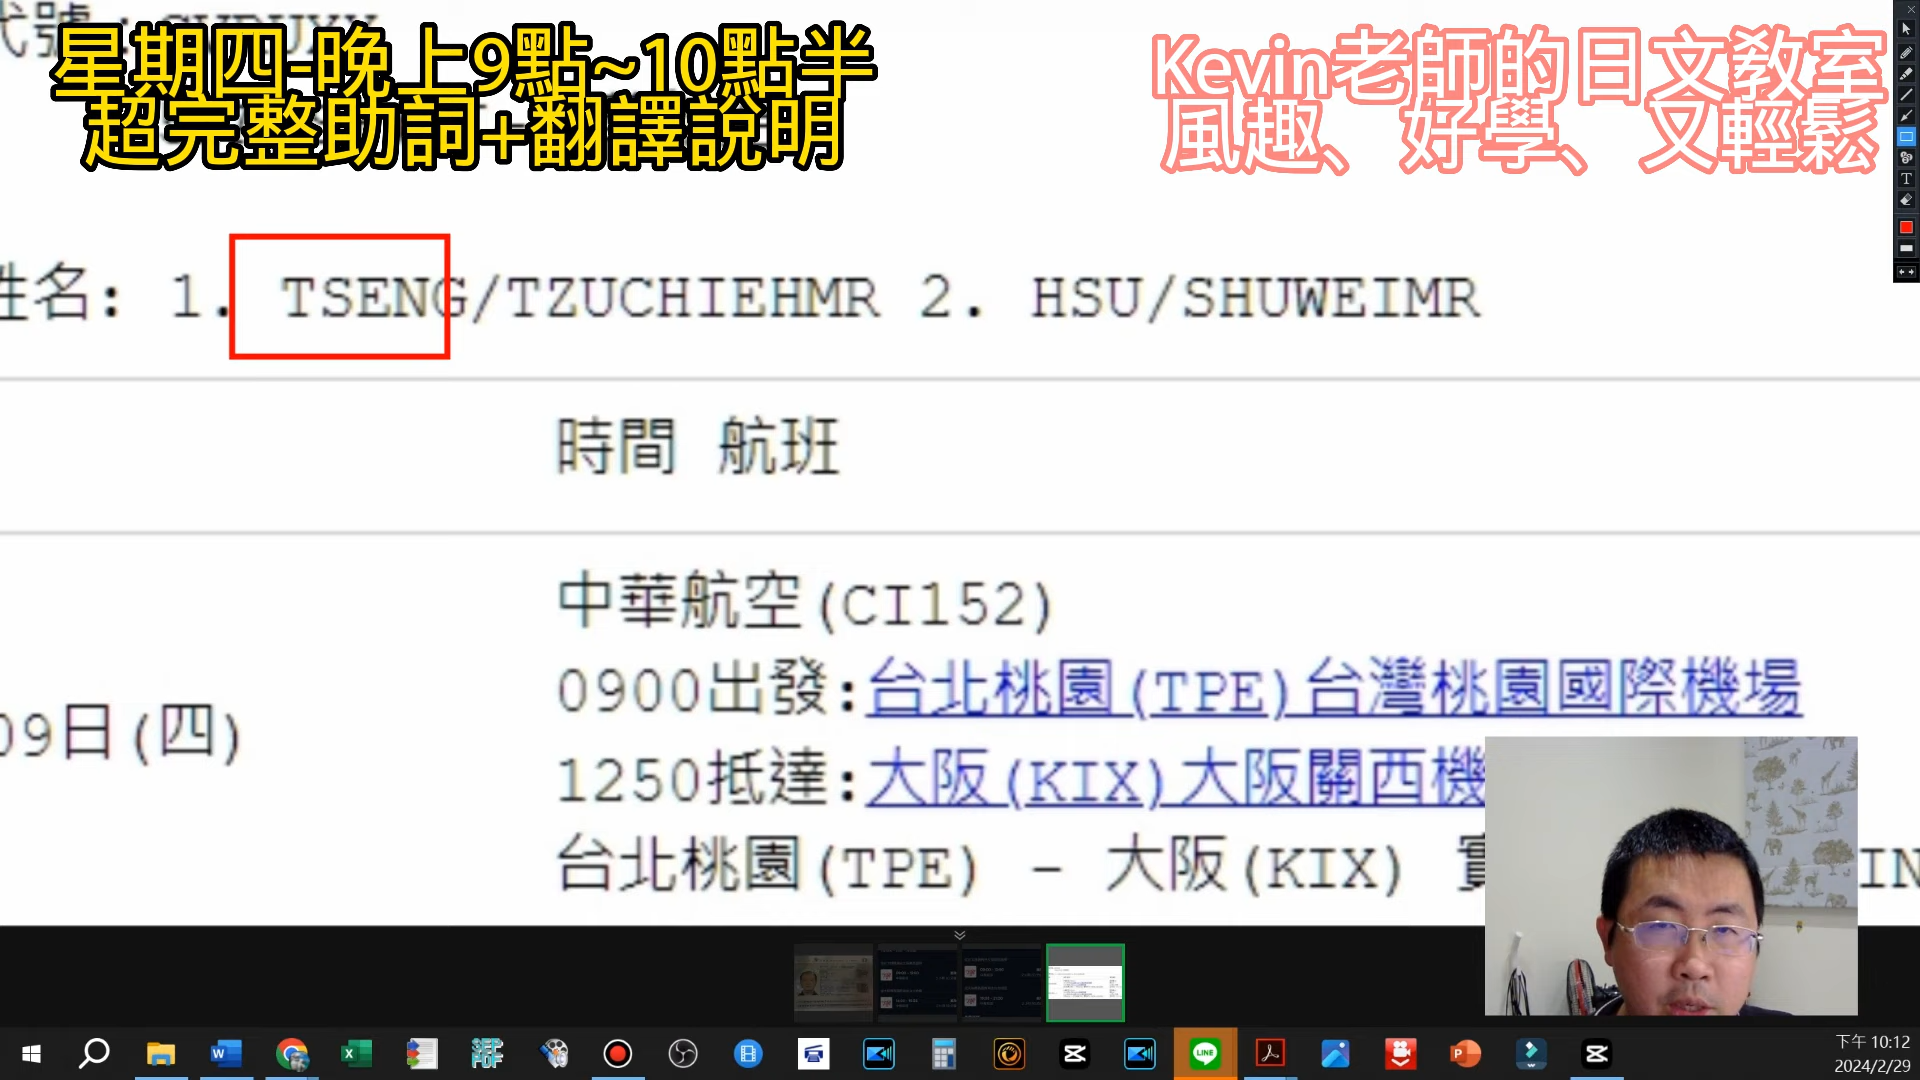 星期四-晚上9點~10點半
超完整助詞+翻譯說明
Kevin老師的日文教室
風趣、好學、又輕鬆
姓名: 1. TSENG/TZUCHIEHMR 2. HSU/SHUWEIMR
時間 航班
中華航空(CI152)
0900出發:台北桃園(TPE)台灣桃園國際機場
09日(四)
1250抵達:大阪(KIX)大阪關西機
台北桃園(TPE) - 大阪(KIX) 實
IN
下午 10:12
2024/2/29